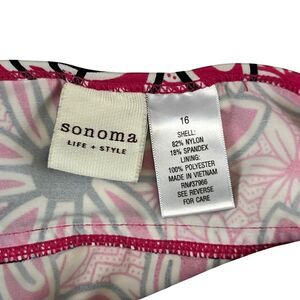 sonoma
LIFE + STYLE
16
SHELL:
82% NYLON
18% SPANDEX
LINING:
100% POLYESTER
MADE IN VIETNAM
RN#37966
SEE REVERSE
FOR CARE